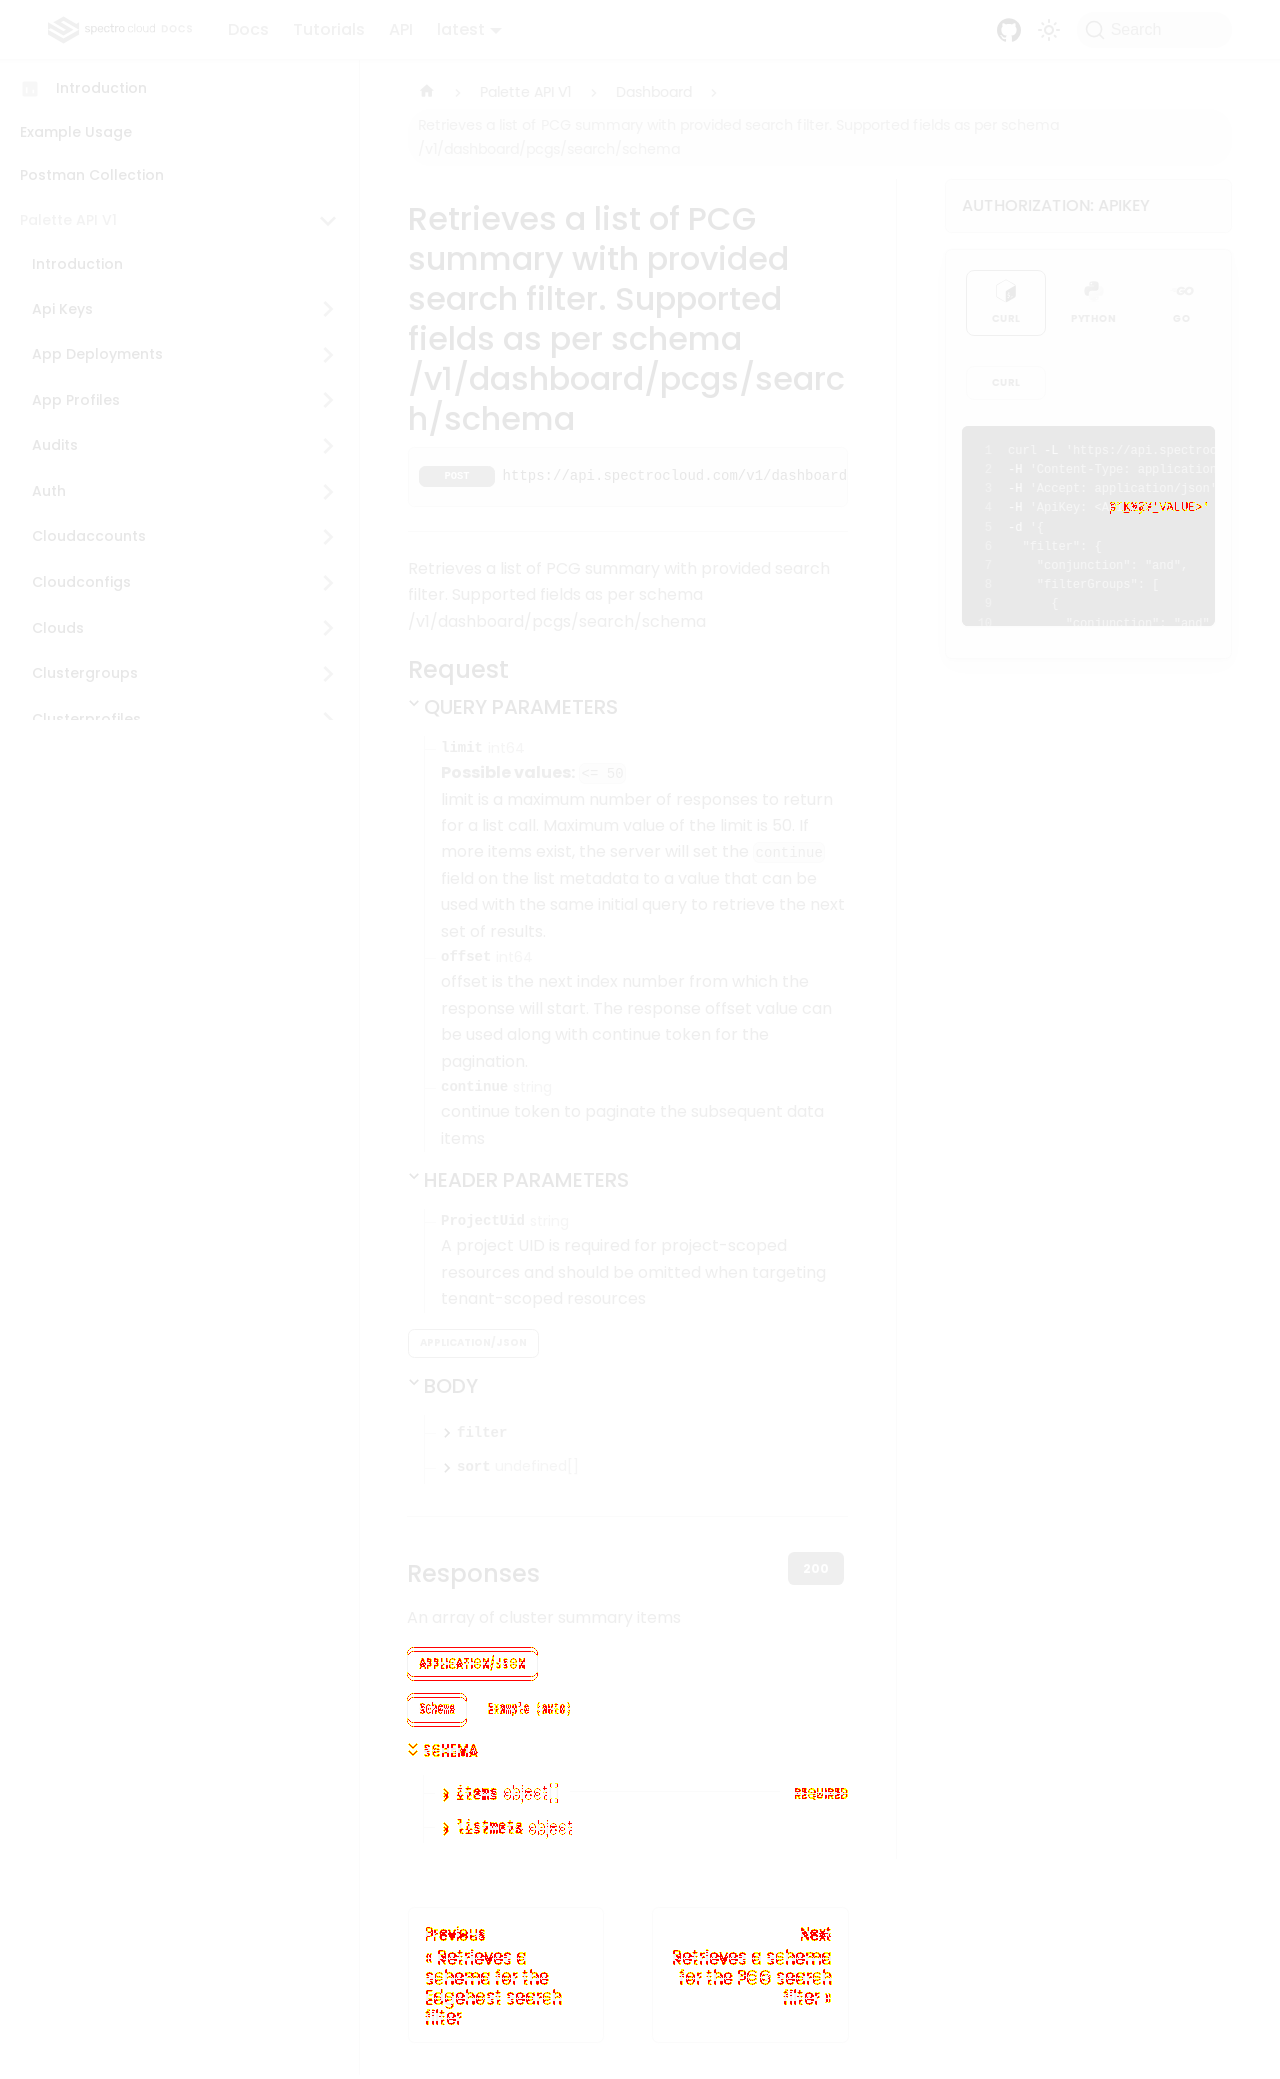 spectro cloud DOCS
Docs
Tutorials
API
latest
Search
Introduction
Example Usage
Postman Collection
Palette API V1
Introduction
Api Keys
App Deployments
App Profiles
Audits
Auth
Cloudaccounts
Cloudconfigs
Clouds
Clustergroups
Clusterprofiles
Palette API V1
Dashboard
Retrieves a list of PCG summary with provided search filter. Supported fields as per schema
/v1/dashboard/pcgs/search/schema
Retrieves a list of PCG
summary with provided
search filter. Supported
fields as per schema
/v1/dashboard/pcgs/searc
h/schema
POST https://api.spectrocloud.com/v1/dashboard
Retrieves a list of PCG summary with provided search
filter. Supported fields as per schema
/v1/dashboard/pcgs/search/schema
Request
QUERY PARAMETERS
limit int64
Possible values: <= 50
limit is a maximum number of responses to return
for a list call. Maximum value of the limit is 50. If
more items exist, the server will set the continue
field on the list metadata to a value that can be
used with the same initial query to retrieve the next
set of results.
offset int64
offset is the next index number from which the
response will start. The response offset value can
be used along with continue token for the
pagination.
continue string
continue token to paginate the subsequent data
items
HEADER PARAMETERS
ProjectUid string
A project UID is required for project-scoped
resources and should be omitted when targeting
tenant-scoped resources
APPLICATION/JSON
BODY
filter
sort undefined[]
Responses
200
An array of cluster summary items
APPLICATION/JSON
Schema
Example (auto)
SCHEMA
items object[]
REQUIRED
listmeta object
Previous
« Retrieves a
schema for the
Edgehost search
filter
Next
Retrieves a schema
for the PCG search
filter »
AUTHORIZATION: APIKEY
CURL
PYTHON
GO
CURL
1 curl -L 'https://api.spectroc
2 -H 'Content-Type: application
3 -H 'Accept: application/json'
4 -H 'ApiKey: VALUE>'
5 -d '{
6 "filter": {
7 "conjunction": "and",
8 "filterGroups": [
9 {
10 "conjunction": "and"